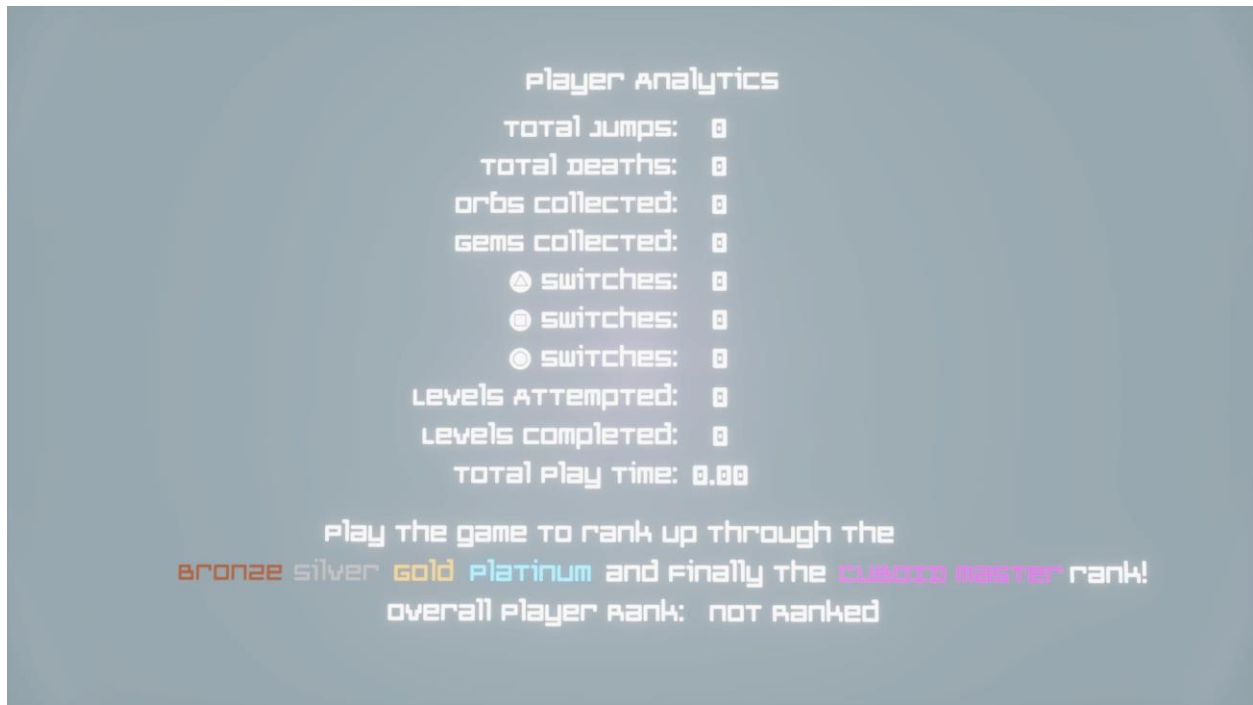 Player Analytics
Total Jumps: 0
Total Deaths: 0
Orbs collected: 0
Gems collected: 0
switches: 0
switches: 0
switches: 0
Levels Attempted: 0
Levels Completed: 0
Total Play Time: 0.00
Play the game to rank up through the
Bronze Silver Gold Platinum and Finally the Cuboid Master rank!
Overall Player Rank: Not Ranked